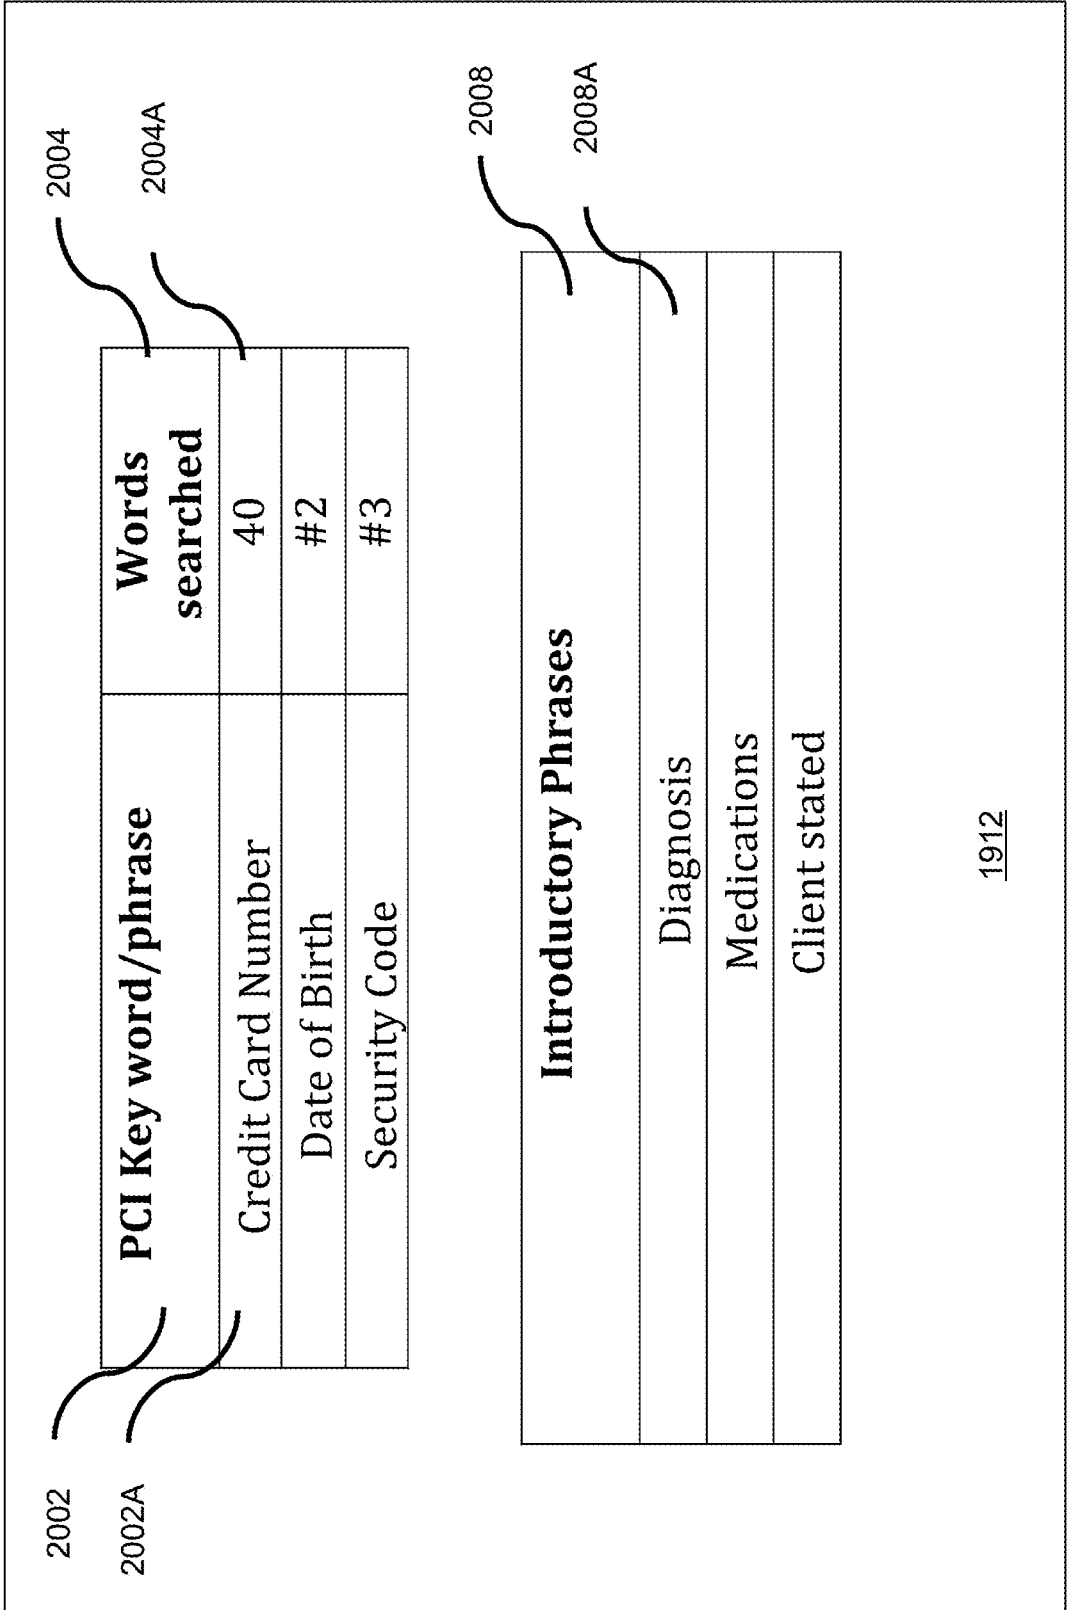 2002
2002A
2004
2004A
PCI Key word/phrase
Words
searched
Credit Card Number
40
Date of Birth
#2
Security Code
#3
2008
2008A
Introductory Phrases
Diagnosis
Medications
Client stated
1912